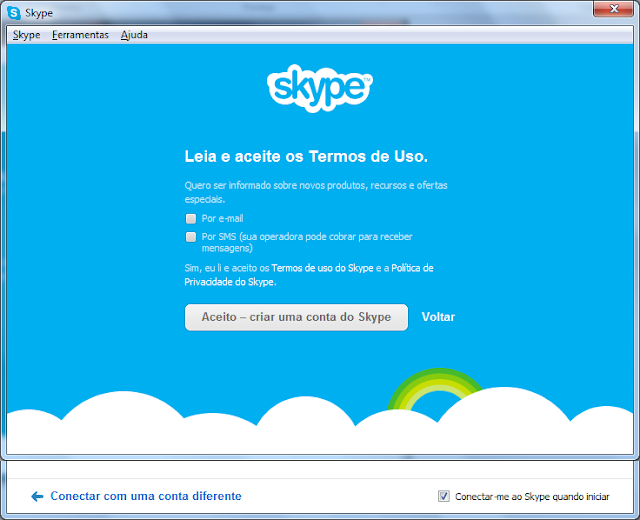 Skype
Skype Ferramentas Ajuda
skype™
Leia e aceite os Termos de Uso.
Quero ser informado sobre novos produtos, recursos e ofertas
especiais.
Por e-mail
Por SMS (sua operadora pode cobrar para receber
mensagens)
Sim, eu li e aceito os Termos de uso do Skype e a Política de
Privacidade do Skype.
Aceito – criar uma conta do Skype Voltar
Conectar com uma conta diferente Conectar-me ao Skype quando iniciar